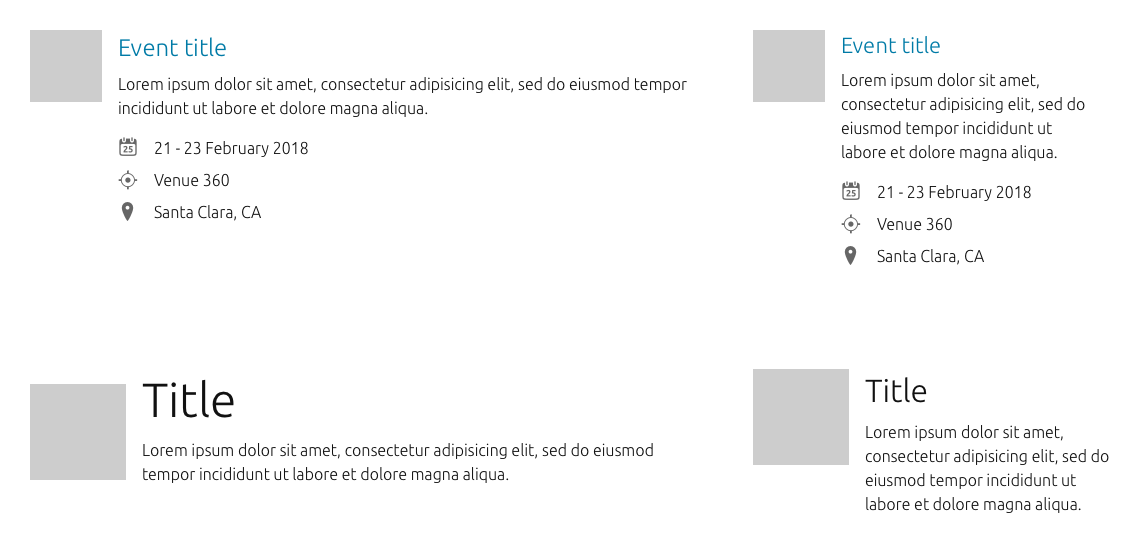 Event title
Lorem ipsum dolor sit amet, consectetur adipisicing elit, sed do eiusmod tempor
incididunt ut labore et dolore magna aliqua.
25 21 - 23 February 2018
Venue 360
Santa Clara, CA
Event title
Lorem ipsum dolor sit amet,
consectetur adipisicing elit, sed do
eiusmod tempor incididunt ut
labore et dolore magna aliqua.
25 21 - 23 February 2018
Venue 360
Santa Clara, CA
Title
Lorem ipsum dolor sit amet, consectetur adipisicing elit, sed do eiusmod
tempor incididunt ut labore et dolore magna aliqua.
Title
Lorem ipsum dolor sit amet,
consectetur adipisicing elit, sed do
eiusmod tempor incididunt ut
labore et dolore magna aliqua.